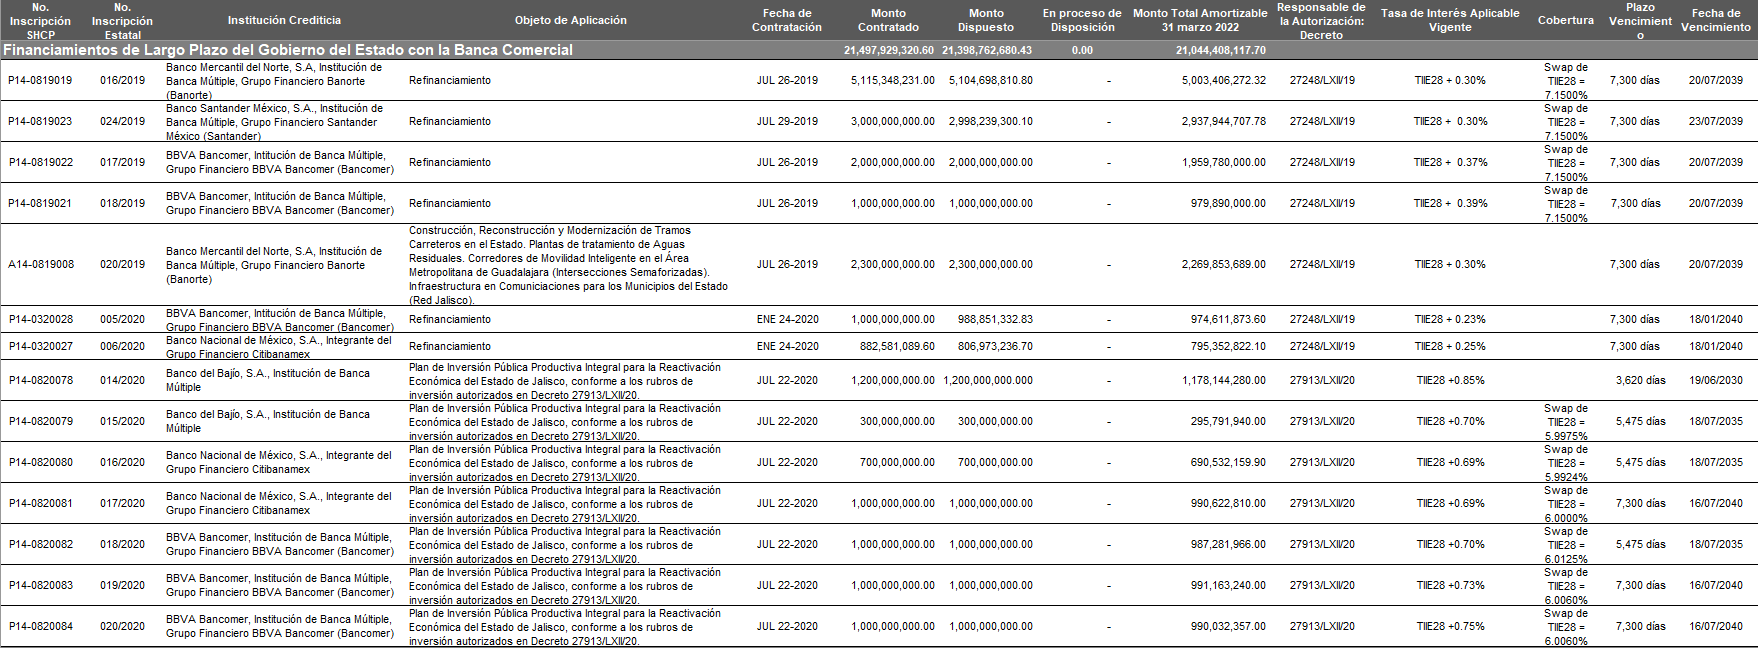 No. Inscripción SHCP | No. Inscripción Estatal | Institución Crediticia | Objeto de Aplicación | Fecha de Contratación | Monto Contratado | Monto Dispuesto | En proceso de Disposición | Monto Total Amortizable 31 marzo 2022 | Responsable de la Autorización: Decreto | Tasa de Interés Aplicable Vigente | Cobertura | Plazo Vencimient o | Fecha de Vencimiento
Financiamientos de Largo Plazo del Gobierno del Estado con la Banca Comercial | 21,497,929,320.60 | 21,398,762,680.43 | 0.00 | 21,044,408,117.70
P14-0819019 | 016/2019 | Banco Mercantil del Norte, S.A, Institución de Banca Múltiple, Grupo Financiero Banorte (Banorte) | Refinanciamiento | JUL 26-2019 | 5,115,348,231.00 | 5,104,698,810.80 | - | 5,003,406,272.32 | 27248/LXII/19 | TIIE28 + 0.30% | Swap de TIIE28 = 7.1500% | 7,300 días | 20/07/2039
P14-0819023 | 024/2019 | Banco Santander México, S.A., Institución de Banca Múltiple, Grupo Financiero Santander México (Santander) | Refinanciamiento | JUL 29-2019 | 3,000,000,000.00 | 2,998,239,300.10 | - | 2,937,944,707.78 | 27248/LXII/19 | TIIE28 + 0.30% | Swap de TIIE28 = 7.1500% | 7,300 días | 23/07/2039
P14-0819022 | 017/2019 | BBVA Bancomer, Intitución de Banca Múltiple, Grupo Financiero BBVA Bancomer (Bancomer) | Refinanciamiento | JUL 26-2019 | 2,000,000,000.00 | 2,000,000,000.00 | - | 1,959,780,000.00 | 27248/LXII/19 | TIIE28 + 0.37% | Swap de TIIE28 = 7.1500% | 7,300 días | 20/07/2039
P14-0819021 | 018/2019 | BBVA Bancomer, Intitución de Banca Múltiple, Grupo Financiero BBVA Bancomer (Bancomer) | Refinanciamiento | JUL 26-2019 | 1,000,000,000.00 | 1,000,000,000.00 | - | 979,890,000.00 | 27248/LXII/19 | TIIE28 + 0.39% | Swap de TIIE28 = 7.1500% | 7,300 días | 20/07/2039
A14-0819008 | 020/2019 | Banco Mercantil del Norte, S.A, Institución de Banca Múltiple, Grupo Financiero Banorte (Banorte) | Construcción, Reconstrucción y Modernización de Tramos Carreteros en el Estado. Plantas de tratamiento de Aguas Residuales. Corredores de Movilidad Inteligente en el Área Metropolitana de Guadalajara (Intersecciones Semaforizadas). Infraestructura en Comuniciaciones para los Municipios del Estado (Red Jalisco). | JUL 26-2019 | 2,300,000,000.00 | 2,300,000,000.00 | - | 2,269,853,689.00 | 27248/LXII/19 | TIIE28 + 0.30% | 7,300 días | 20/07/2039
P14-0320028 | 005/2020 | BBVA Bancomer, Intitución de Banca Múltiple, Grupo Financiero BBVA Bancomer (Bancomer) | Refinanciamiento | ENE 24-2020 | 1,000,000,000.00 | 988,851,332.83 | - | 974,611,873.60 | 27248/LXII/19 | TIIE28 + 0.23% | 7,300 días | 18/01/2040
P14-0320027 | 006/2020 | Banco Nacional de México, S.A., Integrante del Grupo Financiero Citibanamex | Refinanciamiento | ENE 24-2020 | 882,581,089.60 | 806,973,236.70 | - | 795,352,822.10 | 27248/LXII/19 | TIIE28 + 0.25% | 7,300 días | 18/01/2040
P14-0820078 | 014/2020 | Banco del Bajío, S.A., Institución de Banca Múltiple | Plan de Inversión Pública Productiva Integral para la Reactivación Económica del Estado de Jalisco, conforme a los rubros de inversión autorizados en Decreto 27913/LXII/20. | JUL 22-2020 | 1,200,000,000.00 | 1,200,000,000.000 | - | 1,178,144,280.00 | 27913/LXII/20 | TIIE28 +0.85% | 3,620 días | 19/06/2030
P14-0820079 | 015/2020 | Banco del Bajío, S.A., Institución de Banca Múltiple | Plan de Inversión Pública Productiva Integral para la Reactivación Económica del Estado de Jalisco, conforme a los rubros de inversión autorizados en Decreto 27913/LXII/20. | JUL 22-2020 | 300,000,000.00 | 300,000,000.00 | - | 295,791,940.00 | 27913/LXII/20 | TIIE28 +0.70% | Swap de TIIE28 = 5.9975% | 5,475 días | 18/07/2035
P14-0820080 | 016/2020 | Banco Nacional de México, S.A., Integrante del Grupo Financiero Citibanamex | Plan de Inversión Pública Productiva Integral para la Reactivación Económica del Estado de Jalisco, conforme a los rubros de inversión autorizados en Decreto 27913/LXII/20. | JUL 22-2020 | 700,000,000.00 | 700,000,000.00 | - | 690,532,159.90 | 27913/LXII/20 | TIIE28 +0.69% | Swap de TIIE28 = 5.9924% | 5,475 días | 18/07/2035
P14-0820081 | 017/2020 | Banco Nacional de México, S.A., Integrante del Grupo Financiero Citibanamex | Plan de Inversión Pública Productiva Integral para la Reactivación Económica del Estado de Jalisco, conforme a los rubros de inversión autorizados en Decreto 27913/LXII/20. | JUL 22-2020 | 1,000,000,000.00 | 1,000,000,000.00 | - | 990,622,810.00 | 27913/LXII/20 | TIIE28 +0.69% | Swap de TIIE28 = 6.0000% | 7,300 días | 16/07/2040
P14-0820082 | 018/2020 | BBVA Bancomer, Institución de Banca Múltiple, Grupo Financiero BBVA Bancomer (Bancomer) | Plan de Inversión Pública Productiva Integral para la Reactivación Económica del Estado de Jalisco, conforme a los rubros de inversión autorizados en Decreto 27913/LXII/20. | JUL 22-2020 | 1,000,000,000.00 | 1,000,000,000.00 | - | 987,281,966.00 | 27913/LXII/20 | TIIE28 +0.70% | Swap de TIIE28 = 6.0125% | 5,475 días | 18/07/2035
P14-0820083 | 019/2020 | BBVA Bancomer, Institución de Banca Múltiple, Grupo Financiero BBVA Bancomer (Bancomer) | Plan de Inversión Pública Productiva Integral para la Reactivación Económica del Estado de Jalisco, conforme a los rubros de inversión autorizados en Decreto 27913/LXII/20. | JUL 22-2020 | 1,000,000,000.00 | 1,000,000,000.00 | - | 991,163,240.00 | 27913/LXII/20 | TIIE28 +0.73% | Swap de TIIE28 = 6.0060% | 7,300 días | 16/07/2040
P14-0820084 | 020/2020 | BBVA Bancomer, Institución de Banca Múltiple, Grupo Financiero BBVA Bancomer (Bancomer) | Plan de Inversión Pública Productiva Integral para la Reactivación Económica del Estado de Jalisco, conforme a los rubros de inversión autorizados en Decreto 27913/LXII/20. | JUL 22-2020 | 1,000,000,000.00 | 1,000,000,000.00 | - | 990,032,357.00 | 27913/LXII/20 | TIIE28 +0.75% | Swap de TIIE28 = 6.0060% | 7,300 días | 16/07/2040